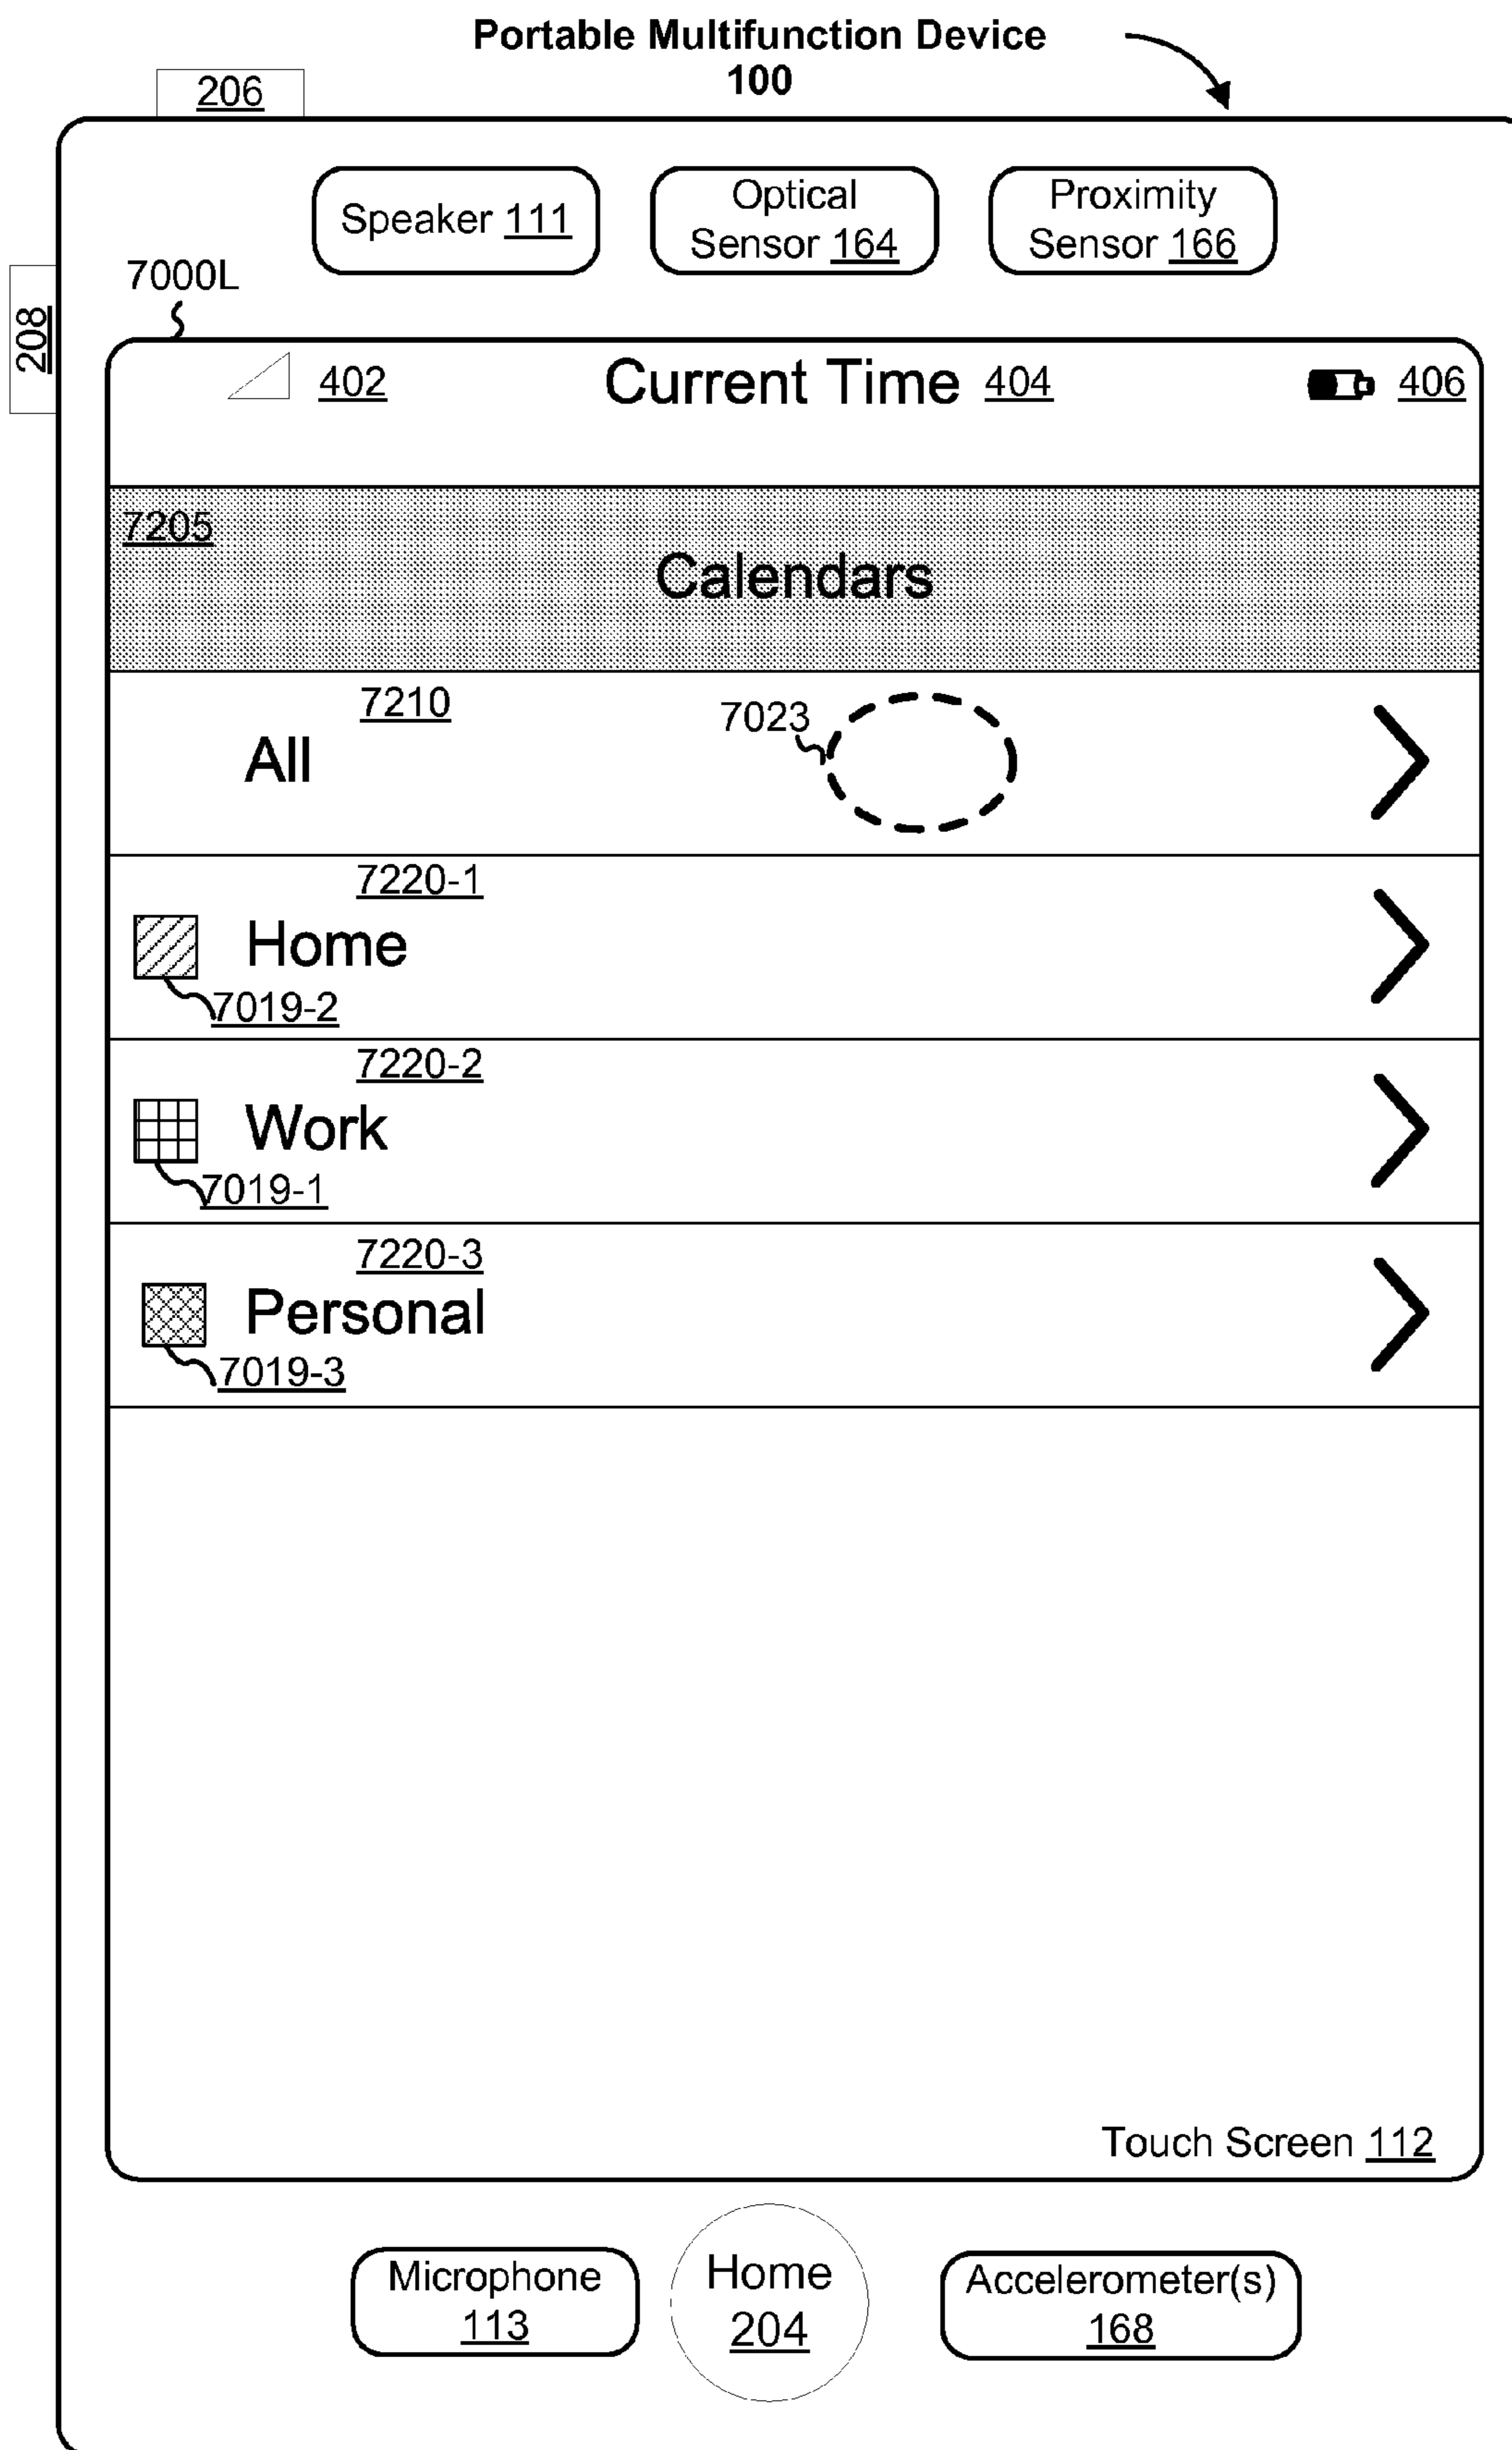 Portable Multifunction Device
100
206
Speaker 111
Optical
Sensor 164
Proximity
Sensor 166
208
7000L
402
Current Time 404
406
7205
Calendars
7210
7023
All
7220-1
Home
7019-2
7220-2
Work
7019-1
7220-3
Personal
7019-3
Touch Screen 112
Microphone
113
Home
204
Accelerometer(s)
168